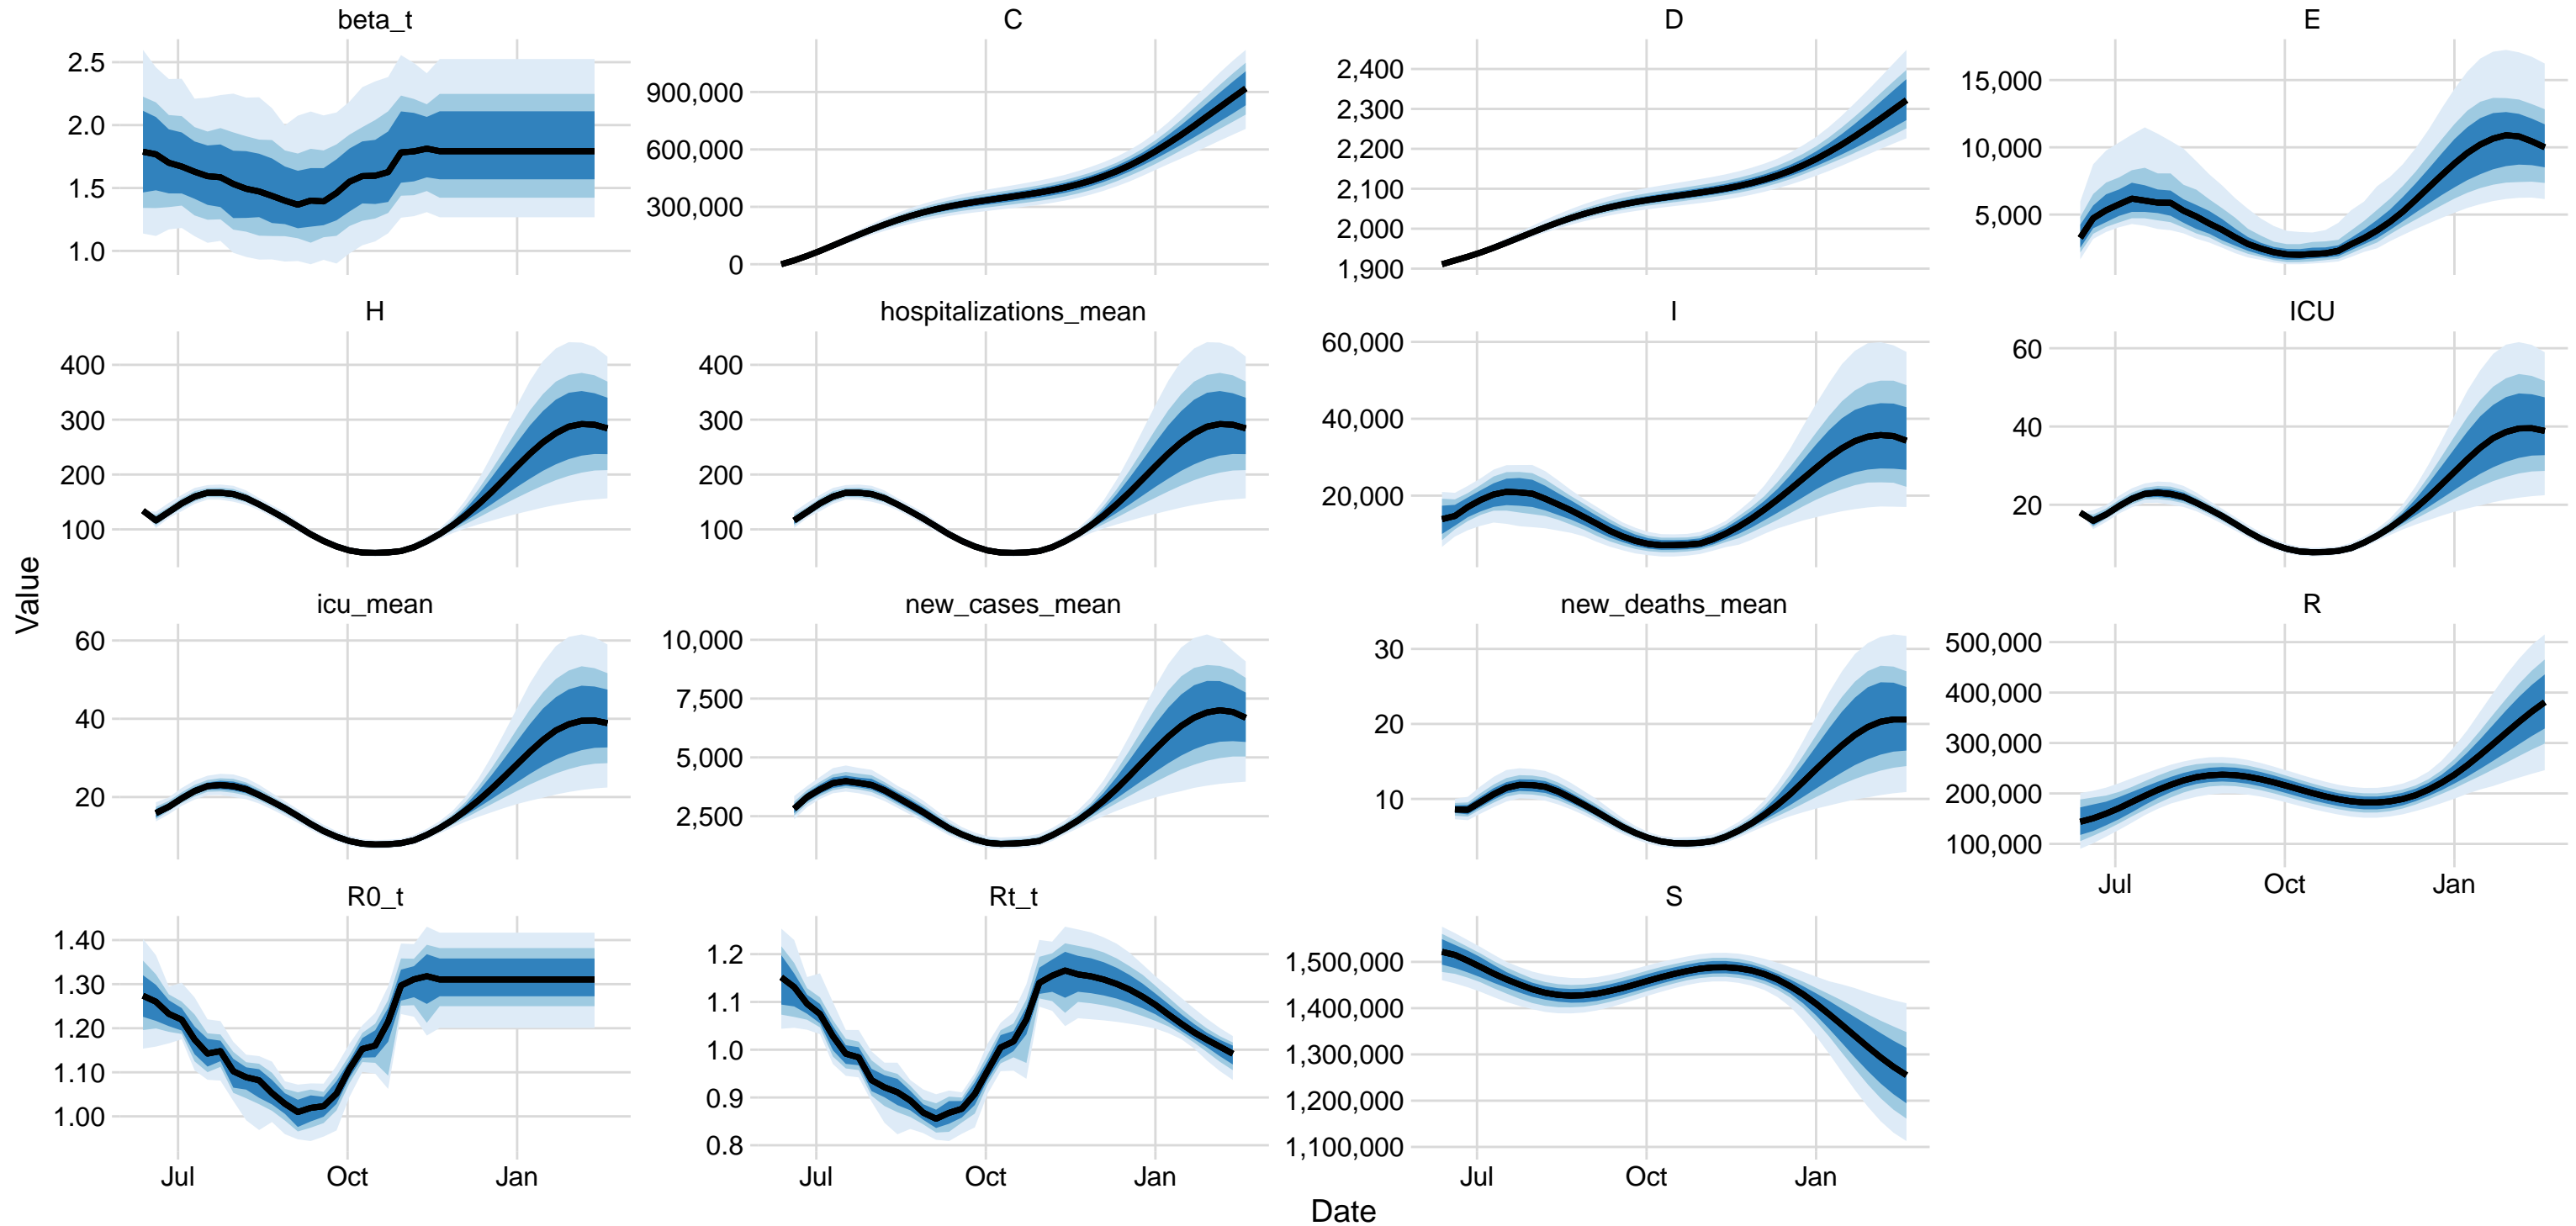 beta_t
C
D
E
2.5
2.0
1.5
1.0
900,000
600,000
300,000
0
2,400
2,300
2,200
2,100
2,000
1,900
15,000
10,000
5,000
H
hospitalizations_mean
I
ICU
400
300
200
100
400
300
200
100
60,000
40,000
20,000
60
40
20
icu_mean
new_cases_mean
new_deaths_mean
R
60
40
20
10,000
7,500
5,000
2,500
30
20
10
500,000
400,000
300,000
200,000
100,000
Jul Oct Jan
R0_t
Rt_t
S
1.40
1.30
1.20
1.10
1.00
1.2
1.1
1.0
0.9
0.8
1,500,000
1,400,000
1,300,000
1,200,000
1,100,000
Jul Oct Jan
Jul Oct Jan
Jul Oct Jan
Value
Date